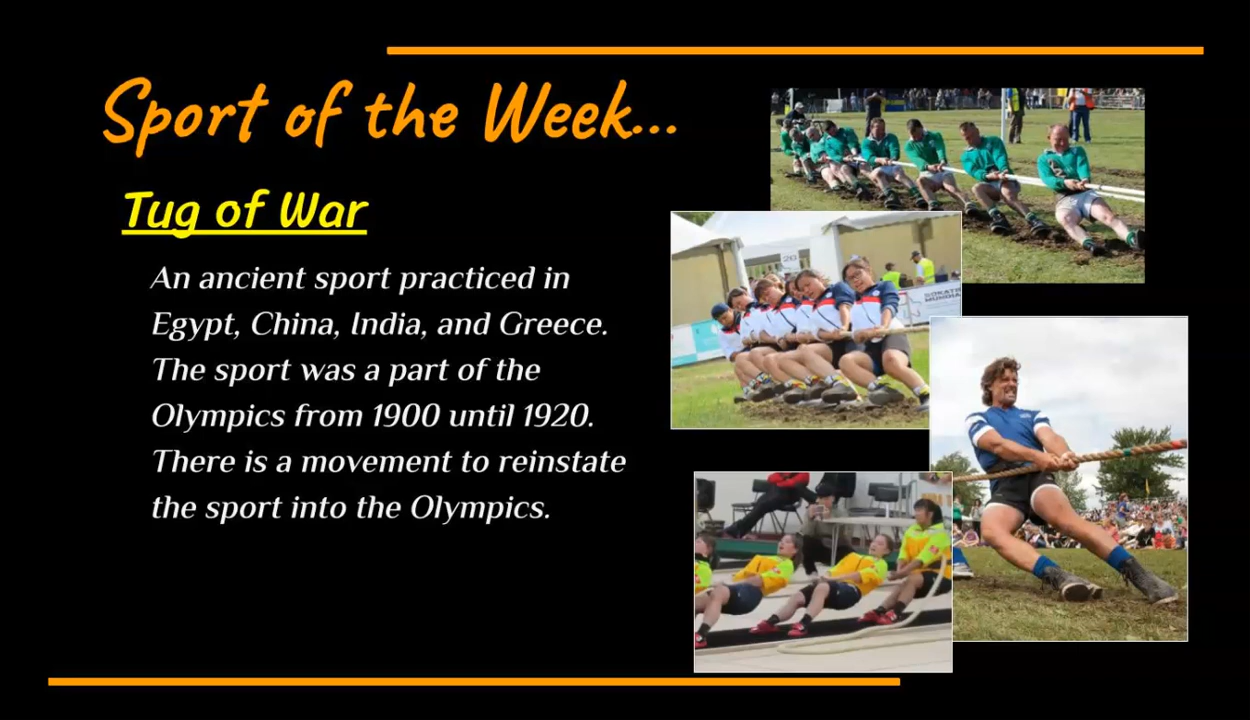 Sport of the Week...
Tug of War
An ancient sport practiced in
Egypt, China, India, and Greece.
The sport was a part of the
Olympics from 1900 until 1920.
There is a movement to reinstate
the sport into the Olympics.